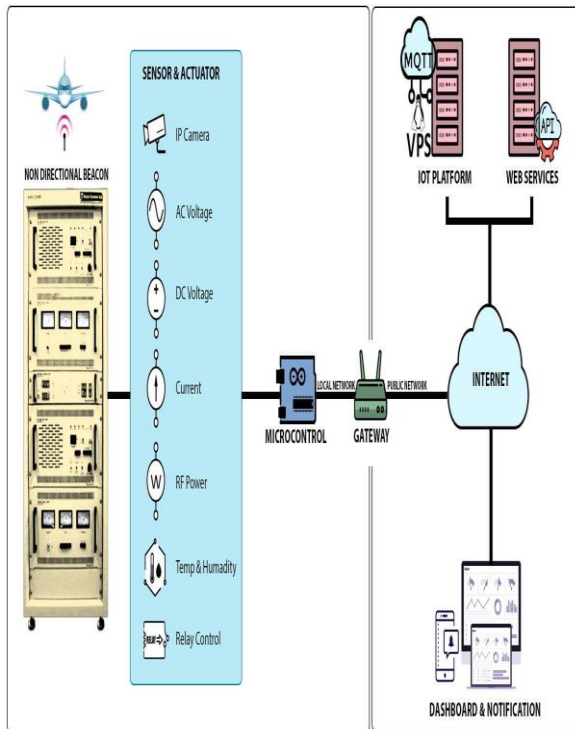 SENSOR & ACTUATOR
NON DIRECTIONAL BEACON
IP Camera
AC Voltage
DC Voltage
Current
RF Power
W
Temp & Humadity
RELAY
Relay Control
MICROCONTROL
LOCAL NETWORK
GATEWAY
PUBLIC NETWORK
MQTT
VPS
IOT PLATFORM
API
WEB SERVICES
INTERNET
DASHBOARD & NOTIFICATION